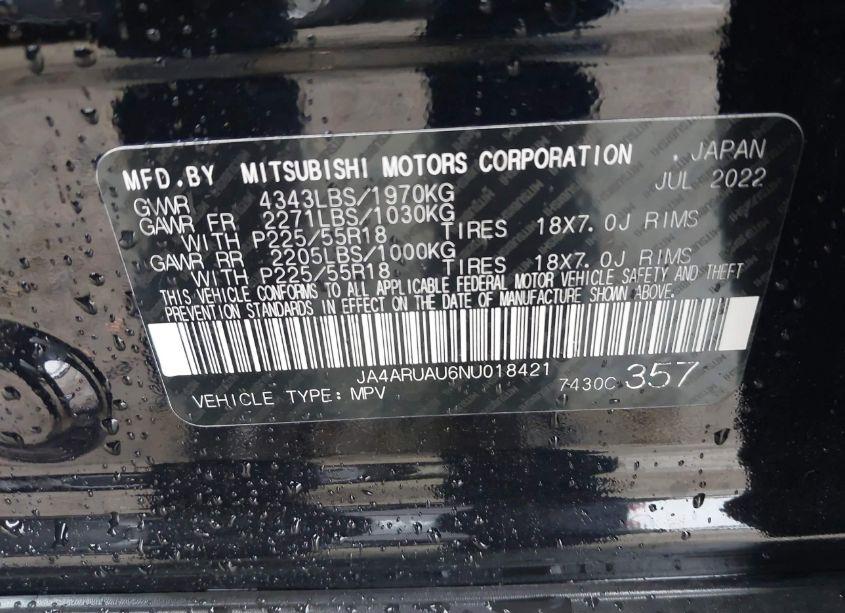 MFD.BY MITSUBISHI MOTORS CORPORATION . JAPAN
GVWR 4343LBS/1970KG JUL 2022
GAWR FR 2271LBS/1030KG
WITH P225/55R18 TIRES 18X7.0J RIMS
GAWR RR 2205LBS/1000KG
WITH P225/55R18 TIRES 18X7.0J RIMS
THIS VEHICLE CONFORMS TO ALL APPLICABLE FEDERAL MOTOR VEHICLE SAFETY AND THEFT
PREVENTION STANDARDS IN EFFECT ON THE DATE OF MANUFACTURE SHOWN ABOVE.
JA4ARUAU6NU018421
VEHICLE TYPE: MPV 7430C 357